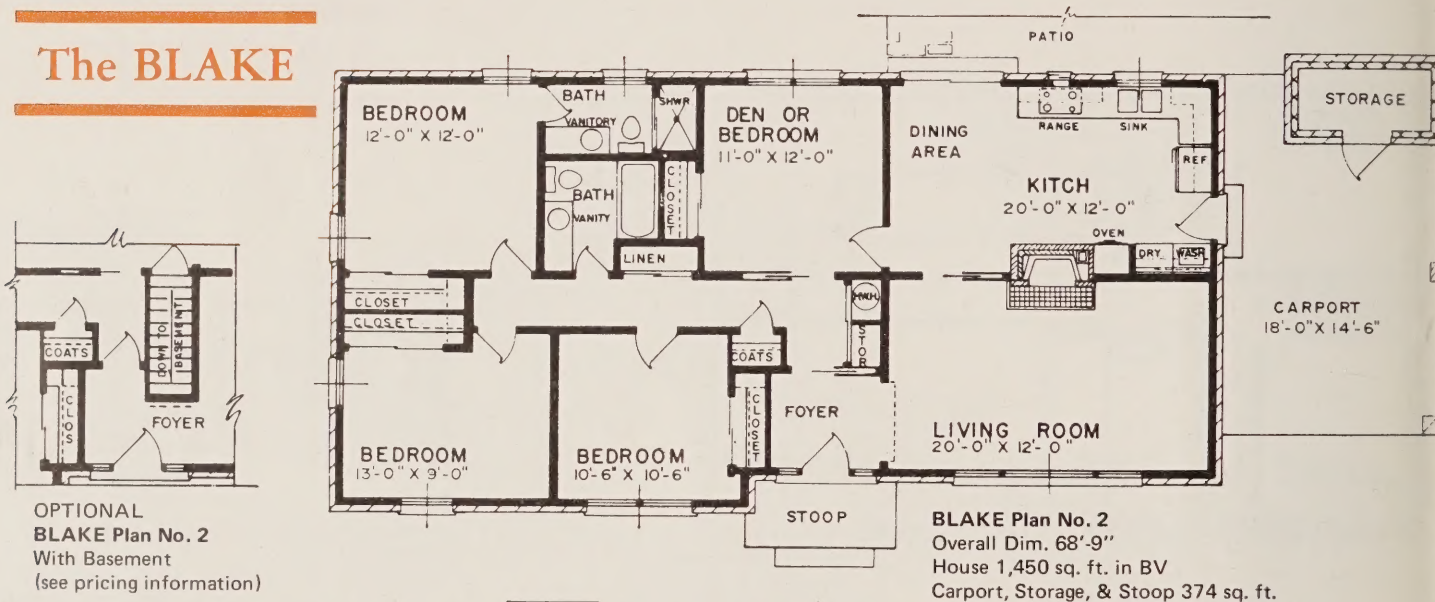 The BLAKE
PATIO
STORAGE
BEDROOM
12'-0" X 12'-0"
BATH
VANITORY
SHWR
DEN OR
BEDROOM
11'-0" X 12'-0"
DINING
AREA
RANGE
SINK
REF
KITCH
20'-0" X 12'-0"
BATH
VANITY
CLOSET
LINEN
OVEN
DRY
WASH
CLOSET
CLOSET
H.W.H.
STOR
COATS
CLOSET
FOYER
CARPORT
18'-0" X 14'-6"
LIVING ROOM
20'-0" X 12'-0"
BEDROOM
13'-0" X 9'-0"
BEDROOM
10'-6" X 10'-6"
STOOP
COATS
CLOS
DOWN TO
BASEMENT
FOYER
OPTIONAL
BLAKE Plan No. 2
With Basement
(see pricing information)
BLAKE Plan No. 2
Overall Dim. 68'-9"
House 1,450 sq. ft. in BV
Carport, Storage, & Stoop 374 sq. ft.